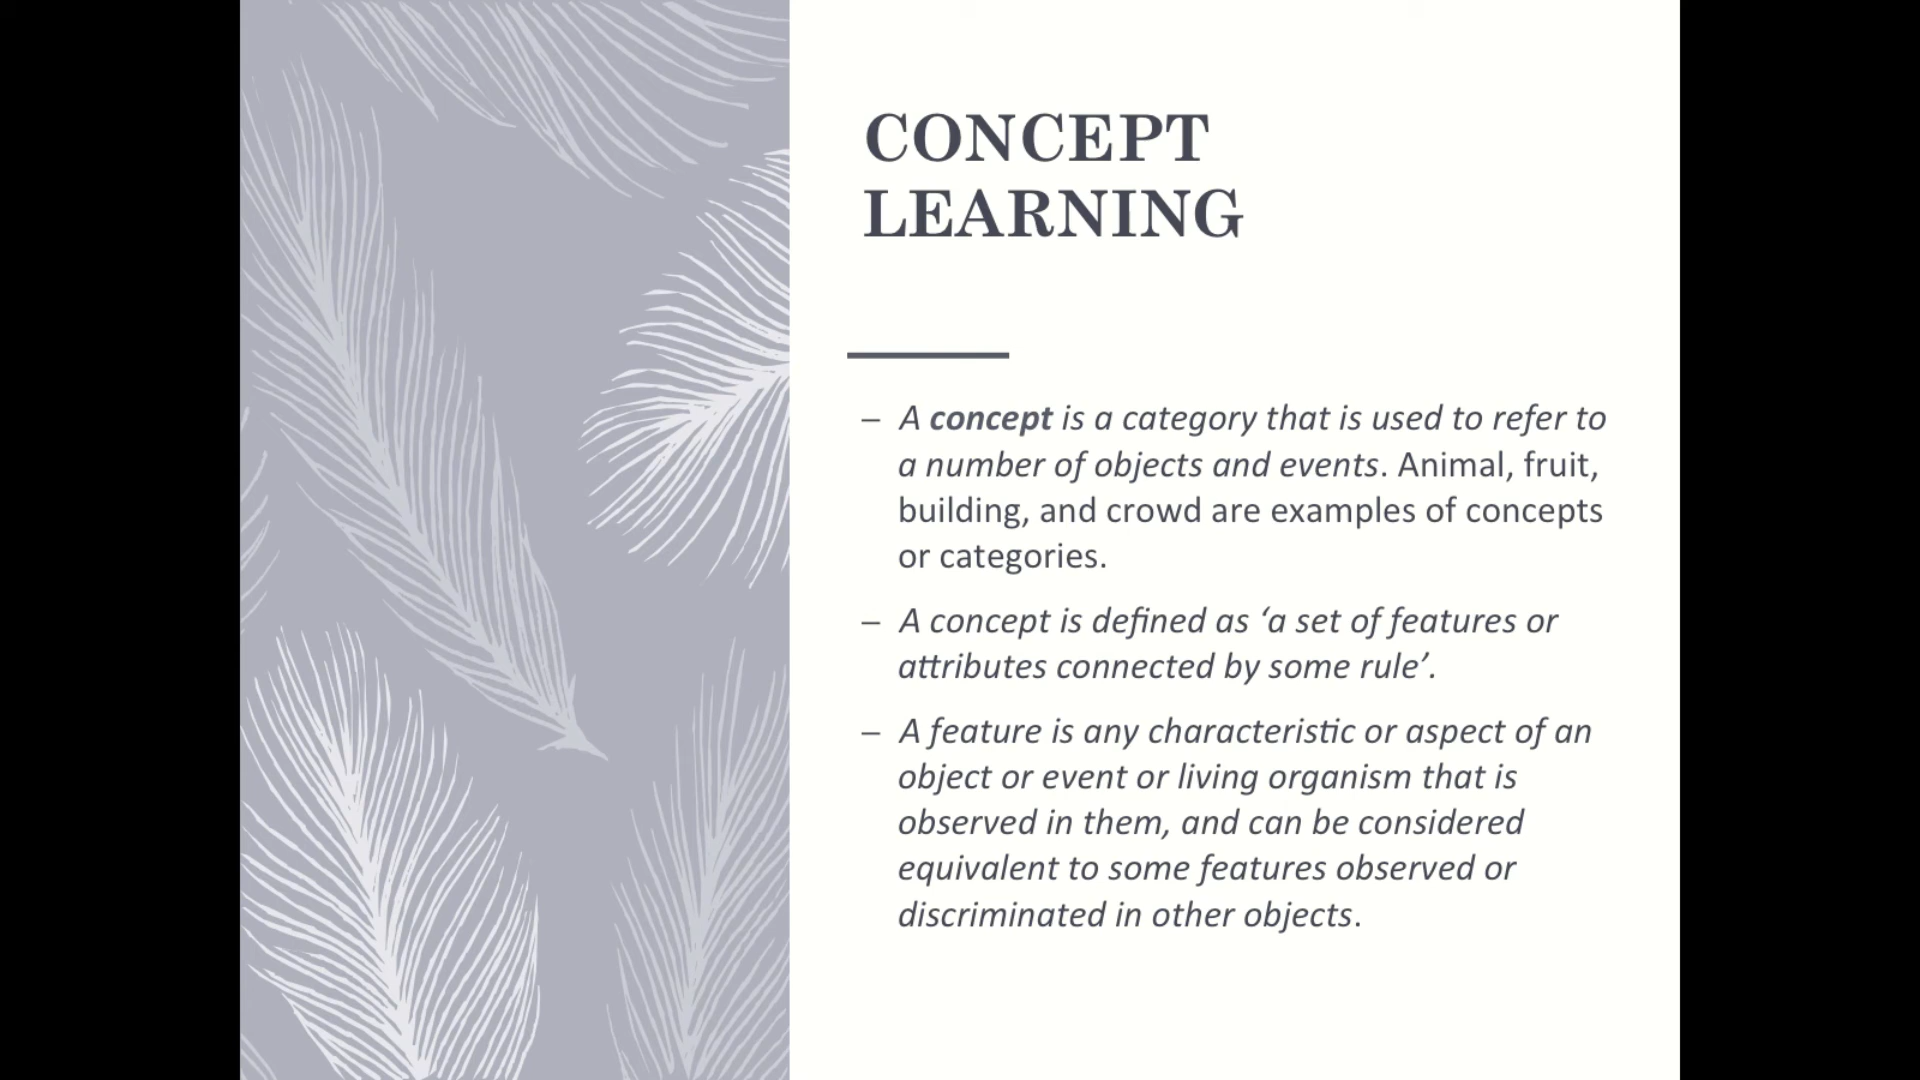 CONCEPT
LEARNING
– A concept is a category that is used to refer to
a number of objects and events. Animal, fruit,
building, and crowd are examples of concepts
or categories.
– A concept is defined as ‘a set of features or
attributes connected by some rule’.
– A feature is any characteristic or aspect of an
object or event or living organism that is
observed in them, and can be considered
equivalent to some features observed or
discriminated in other objects.